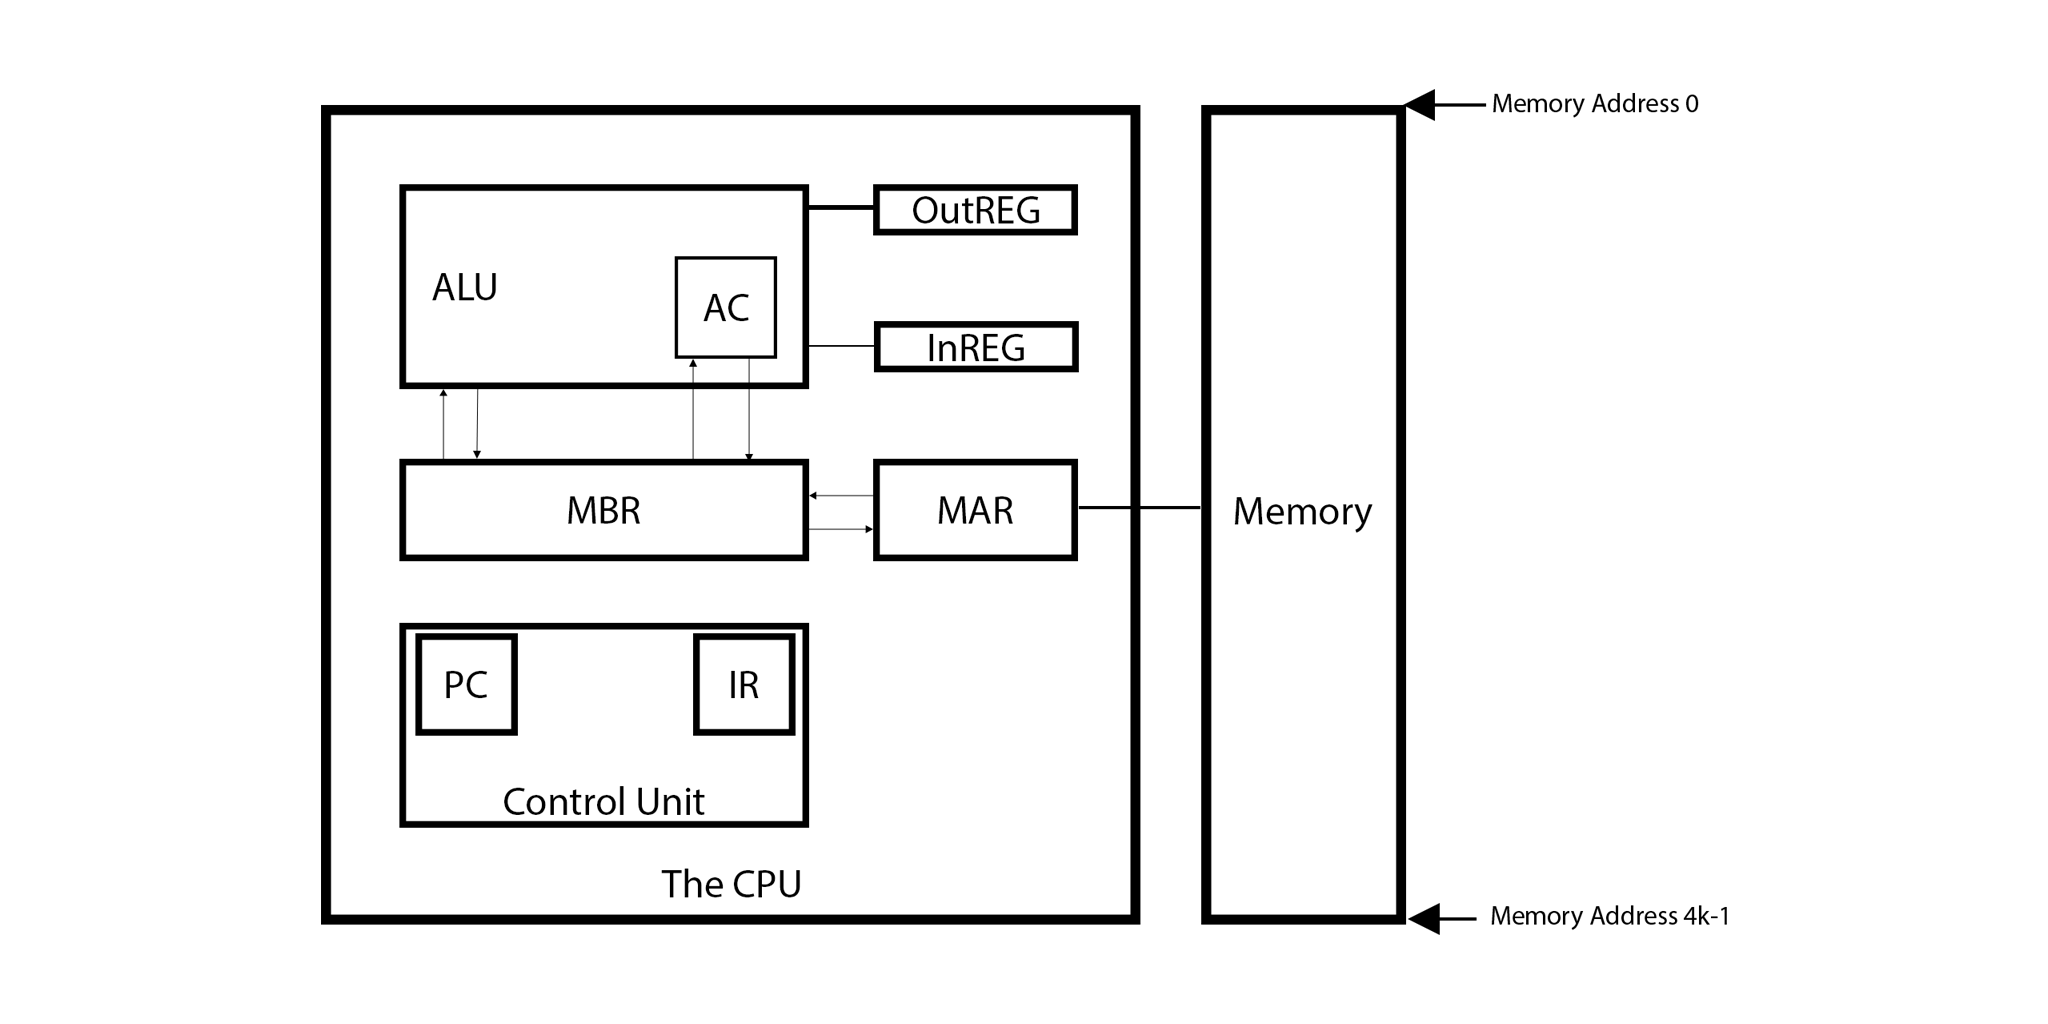 Memory Address 0
OutREG
ALU
AC
InREG
MBR
MAR
Memory
PC
IR
Control Unit
The CPU
Memory Address 4k-1